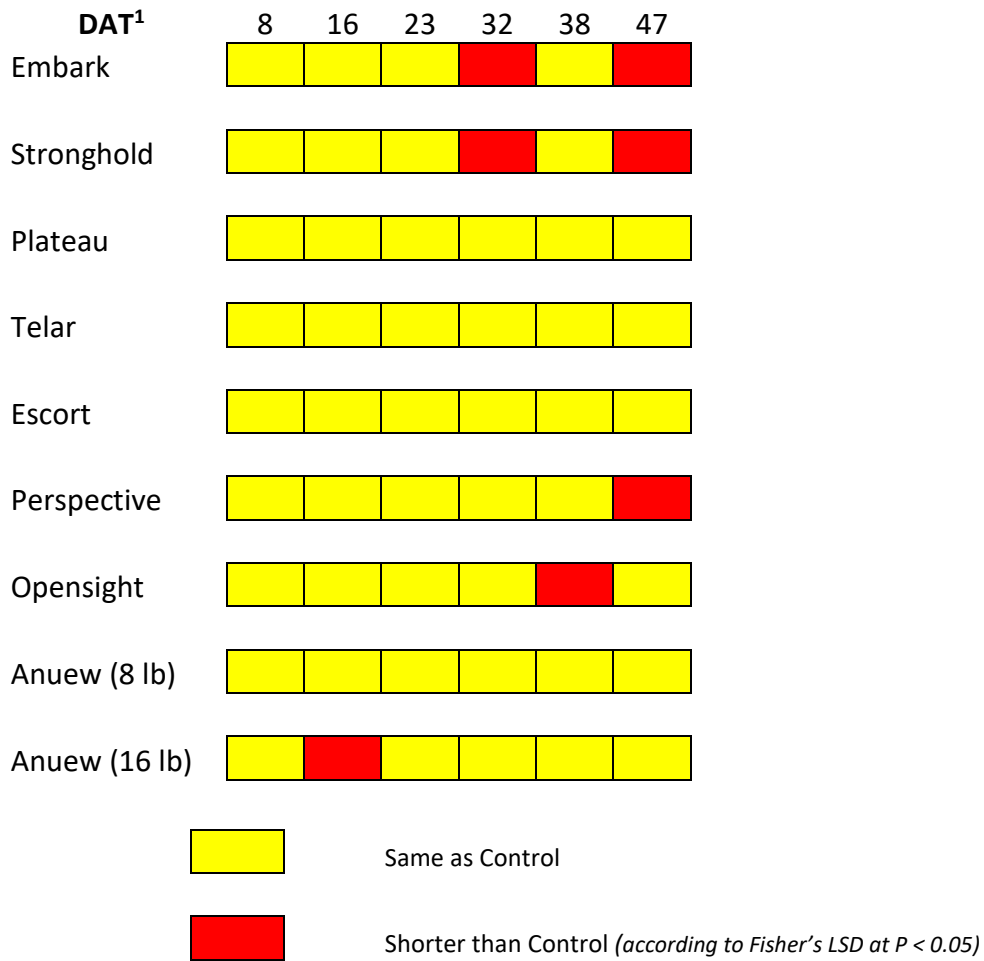 DAT¹ 8 16 23 32 38 47
Embark
Stronghold
Plateau
Telar
Escort
Perspective
Opensight
Anuew (8 lb)
Anuew (16 lb)
Same as Control
Shorter than Control (according to Fisher’s LSD at P < 0.05)